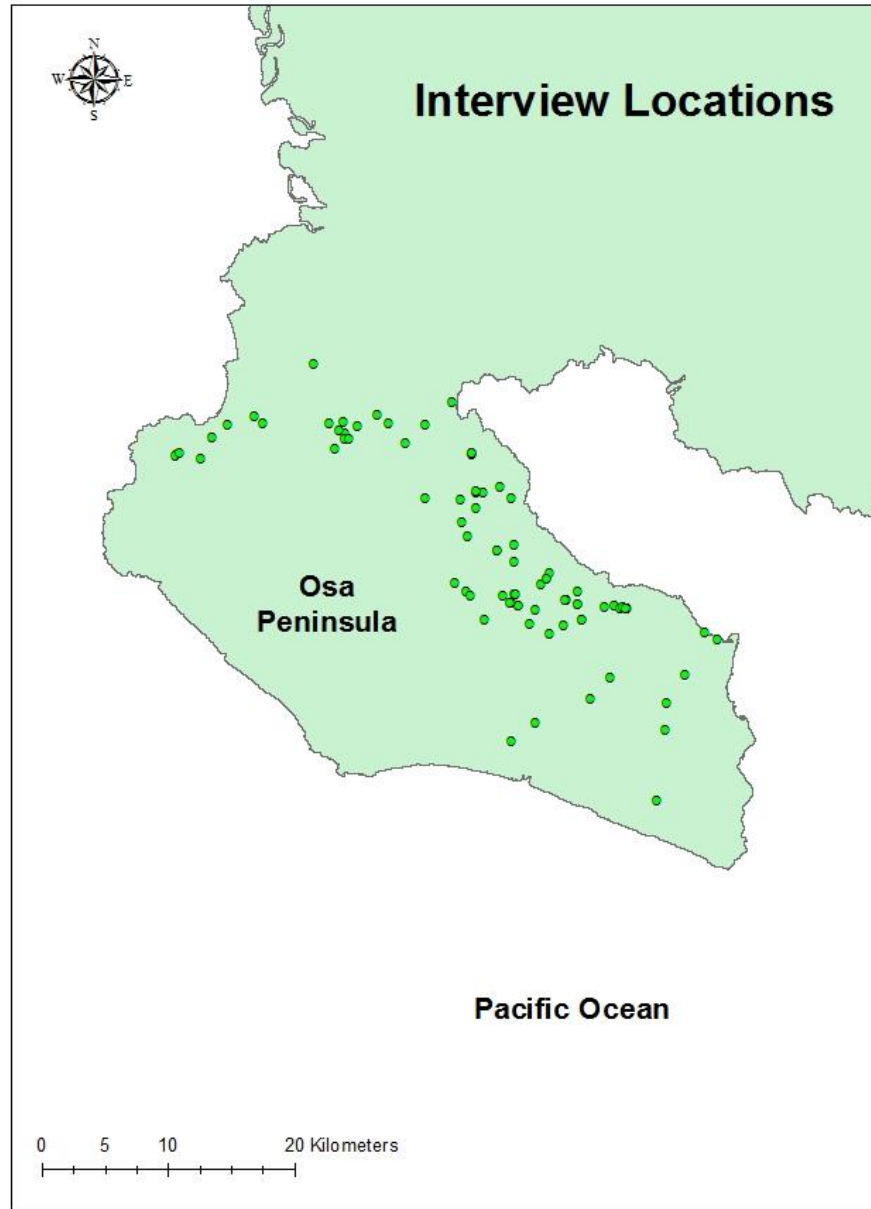 N
W E
S
Interview Locations
Osa
Peninsula
Pacific Ocean
0 5 10 20 Kilometers